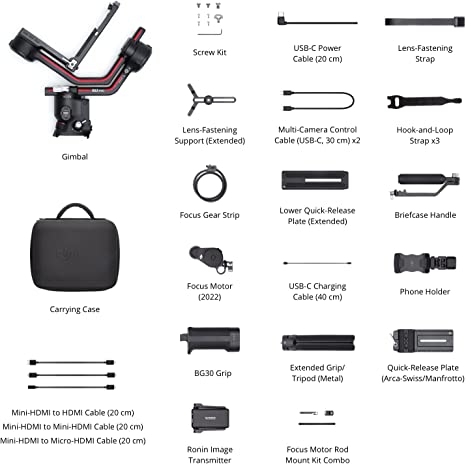 Screw Kit
USB-C Power
Cable (20 cm)
Lens-Fastening
Strap
Gimbal
Lens-Fastening
Support (Extended)
Multi-Camera Control
Cable (USB-C, 30 cm) x2
Hook-and-Loop
Strap x3
Focus Gear Strip
Lower Quick-Release
Plate (Extended)
Briefcase Handle
Carrying Case
Focus Motor
(2022)
USB-C Charging
Cable (40 cm)
Phone Holder
BG30 Grip
Extended Grip/
Tripod (Metal)
Quick-Release Plate
(Arca-Swiss/Manfrotto)
Mini-HDMI to HDMI Cable (20 cm)
Mini-HDMI to Mini-HDMI Cable (20 cm)
Mini-HDMI to Micro-HDMI Cable (20 cm)
Ronin Image
Transmitter
Focus Motor Rod
Mount Kit Combo